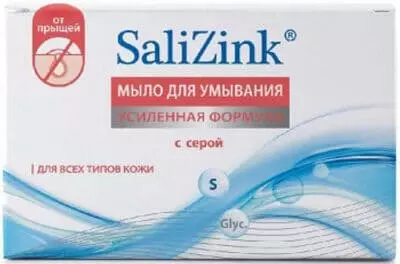 от
прыщей
SaliZink®
МЫЛО ДЛЯ УМЫВАНИЯ
УСИЛЕННАЯ ФОРМУЛА
с серой
ДЛЯ ВСЕХ ТИПОВ КОЖИ
S
Glyc.